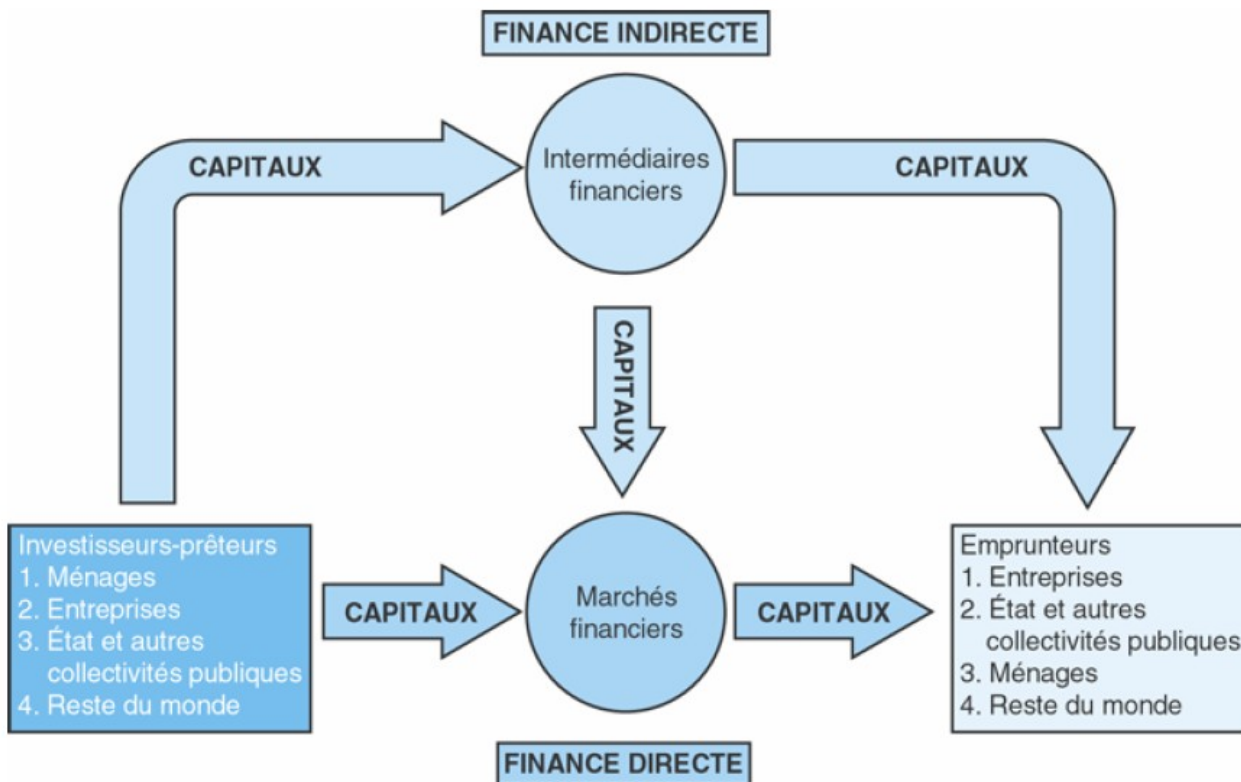 FINANCE INDIRECTE
CAPITAUX
Intermédiaires
financiers
CAPITAUX
CAPITAUX
Investisseurs-prêteurs
1. Ménages
2. Entreprises
3. État et autres
collectivités publiques
4. Reste du monde
CAPITAUX
Marchés
financiers
CAPITAUX
Emprunteurs
1. Entreprises
2. État et autres
collectivités publiques
3. Ménages
4. Reste du monde
FINANCE DIRECTE